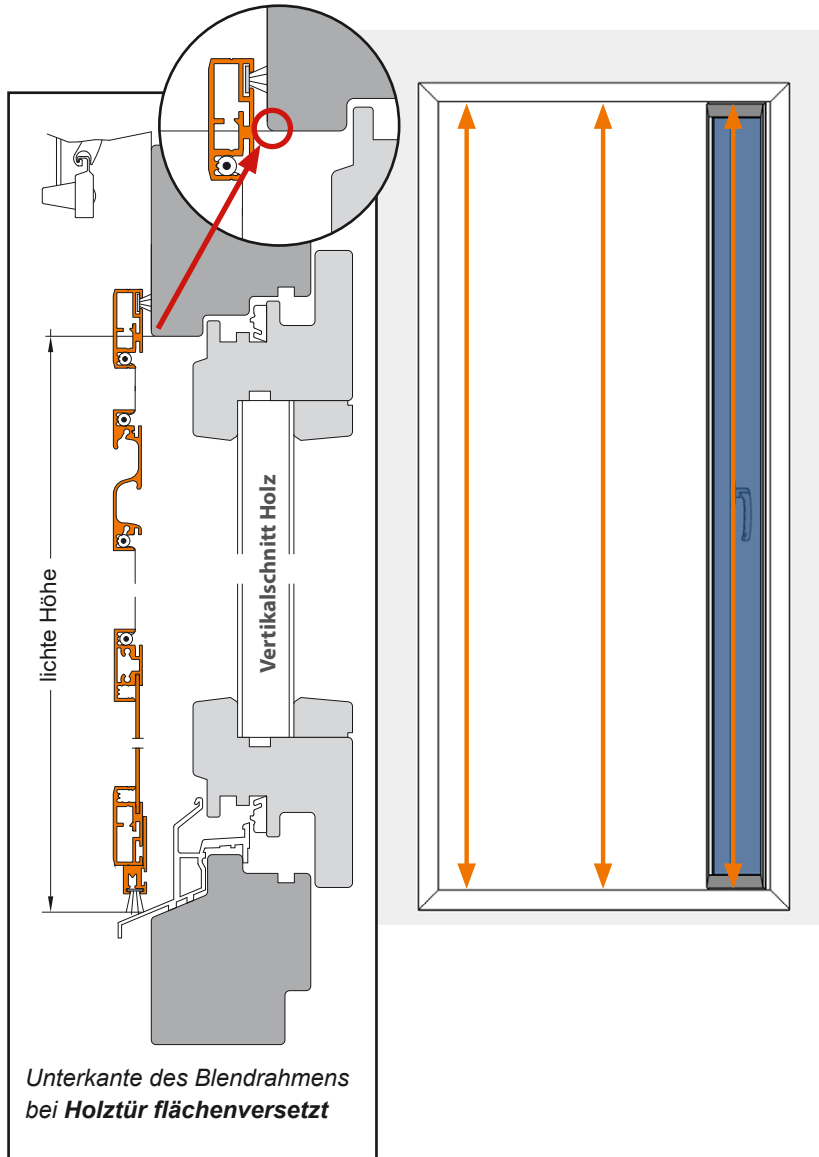 lichte Höhe
Vertikalschnitt Holz
Unterkante des Blendrahmens
bei Holztür flächenversetzt